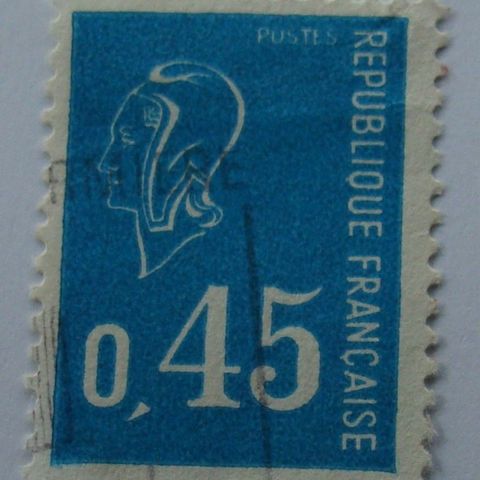 POSTES
REPUBLIQUE FRANÇAISE
0,45